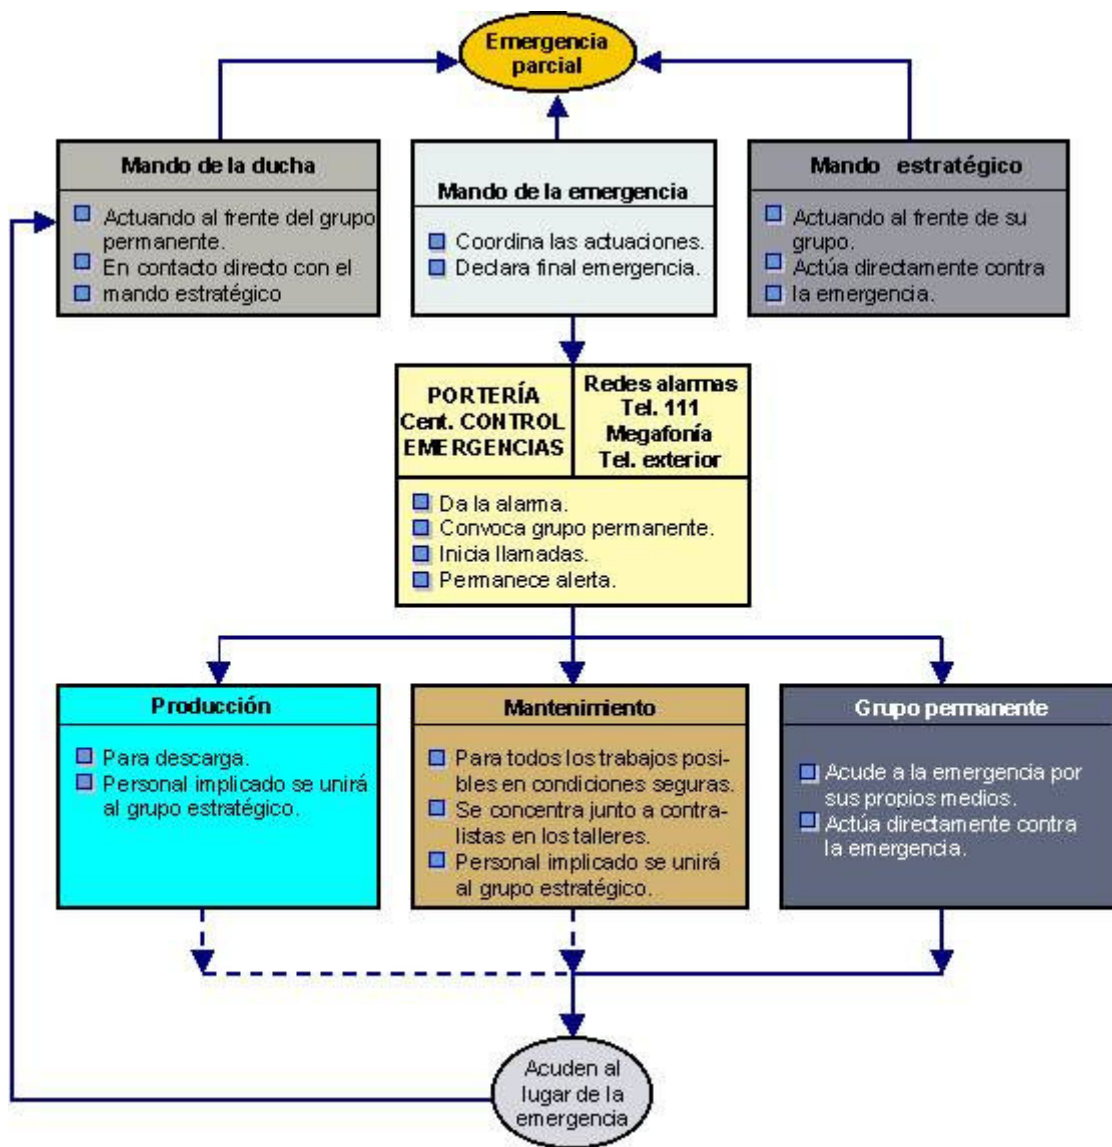 Emergencia
parcial
Mando de la ducha
Actuando al frente del grupo
permanente.
En contacto directo con el
mando estratégico
Mando de la emergencia
Coordina las actuaciones.
Declara final emergencia.
Mando estratégico
Actuando al frente de su
grupo.
Actúa directamente contra
la emergencia.
PORTERÍA
Cent. CONTROL
EMERGENCIAS
Redes alarmas
Tel. 111
Megafonía
Tel. exterior
Da la alarma.
Convoca grupo permanente.
Inicia llamadas.
Permanece alerta.
Producción
Para descarga.
Personal implicado se unirá
al grupo estratégico.
Mantenimiento
Para todos los trabajos posi-
bles en condiciones seguras.
Se concentra junto a contra-
listas en los talleres.
Personal implicado se unirá
al grupo estratégico.
Grupo permanente
Acude a la emergencia por
sus propios medios.
Actúa directamente contra
la emergencia.
Acuden al
lugar de la
emergencia